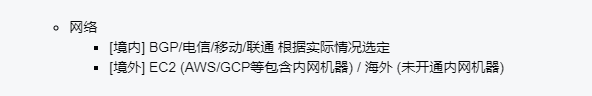 网络
[境内] BGP/电信/移动/联通 根据实际情况选定
[境外] EC2 (AWS/GCP等包含内网机器) / 海外 (未开通内网机器)